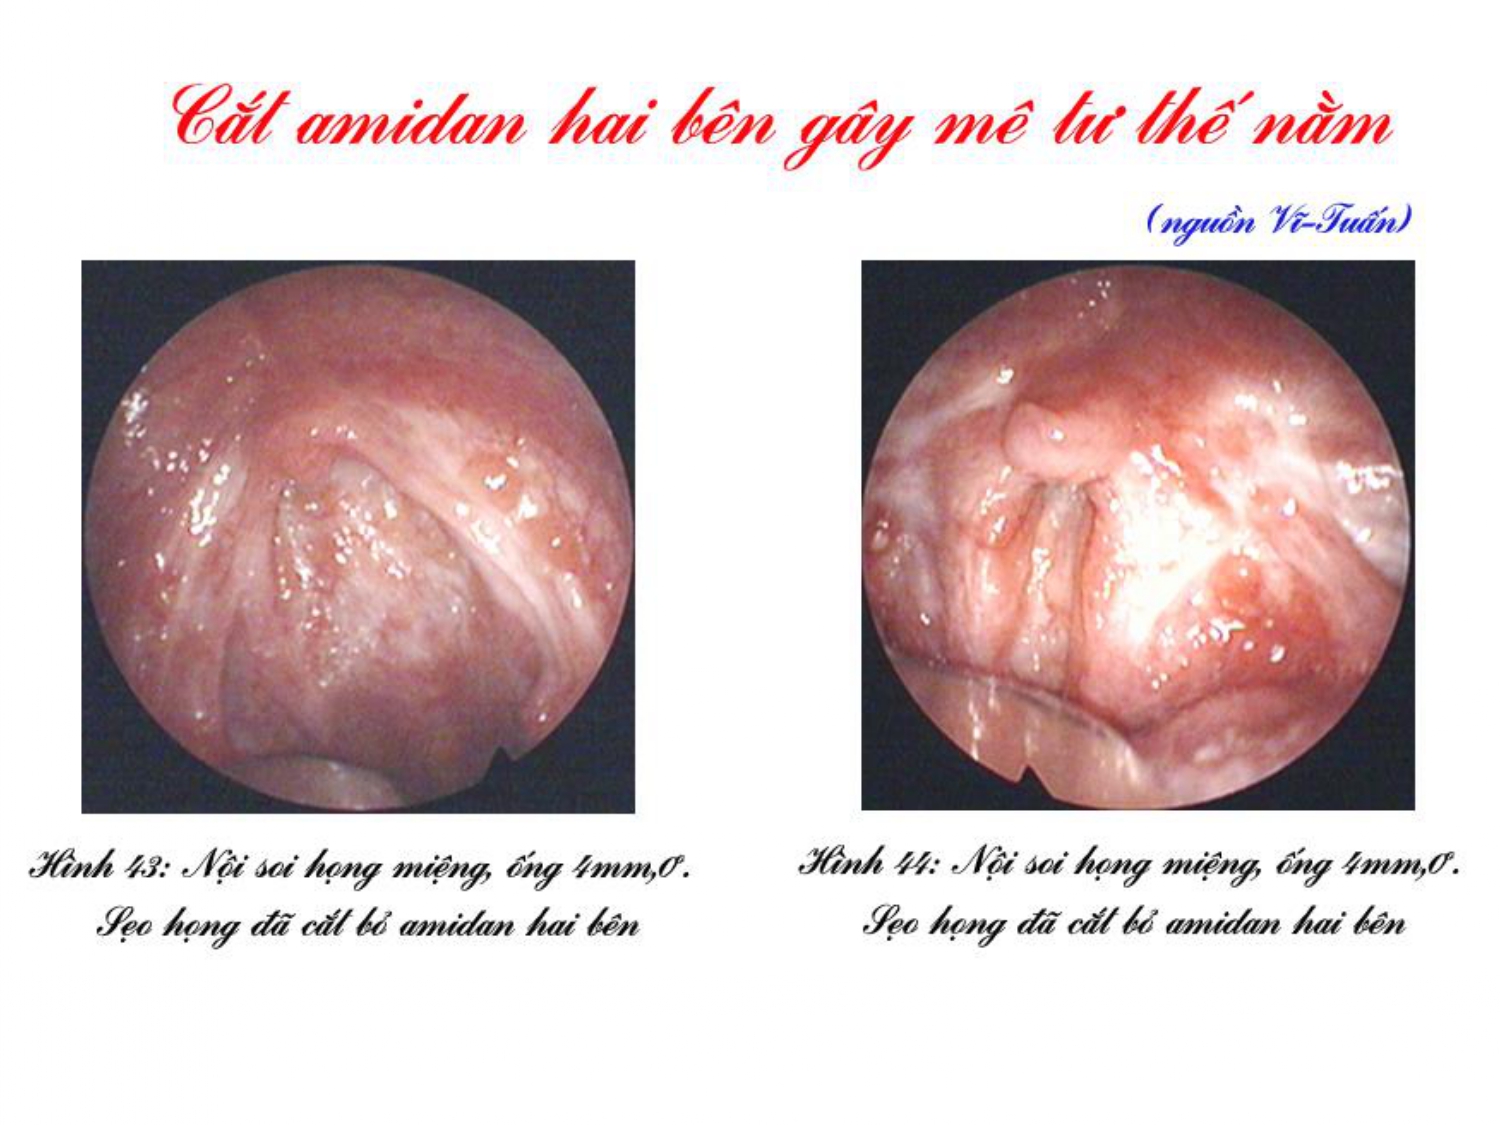 Cắt amidan hai bên gây mê tư thế nằm
(nguồn Vĩ-Tuấn)
Hình 43: Nội soi họng miệng, ống 4mm,0°.
Sẹo họng đã cắt bỏ amidan hai bên
Hình 44: Nội soi họng miệng, ống 4mm,0°.
Sẹo họng đã cắt bỏ amidan hai bên